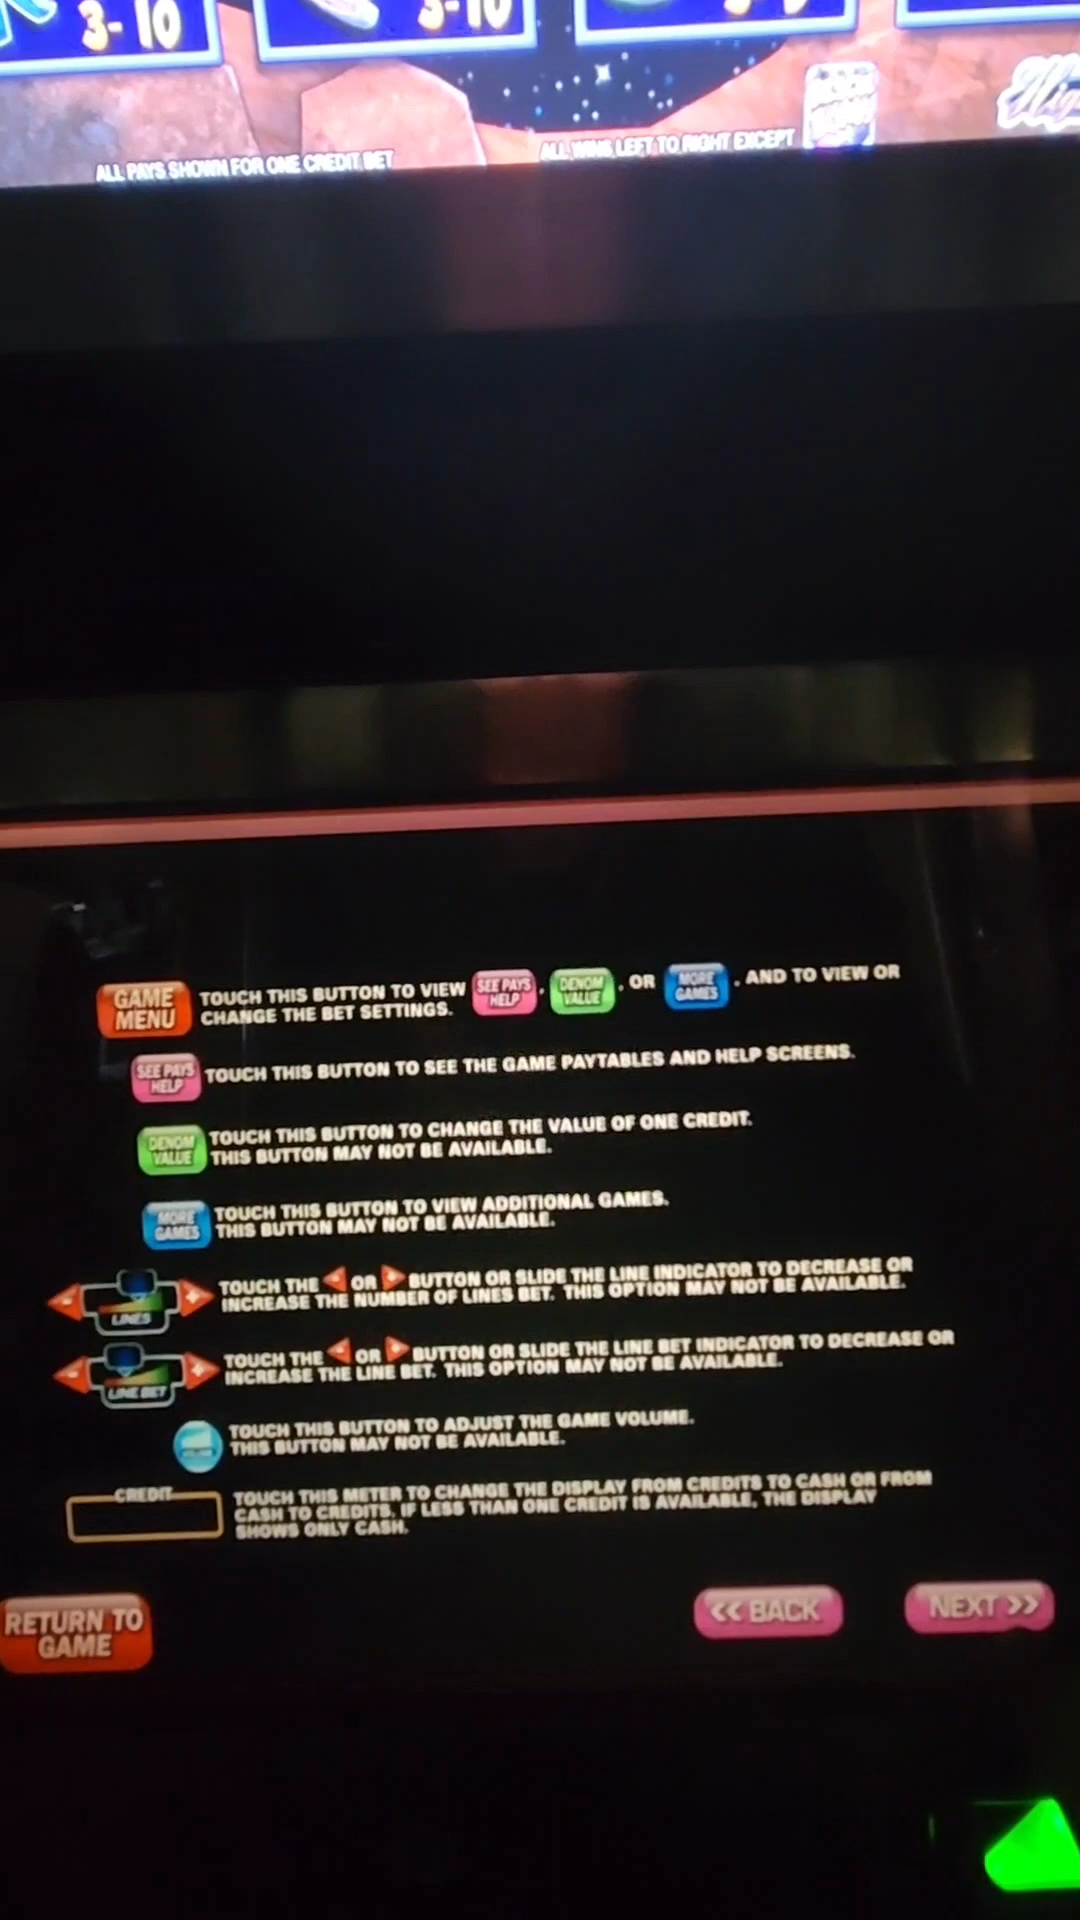 3-10
3-10
ALL PAYS SHOWN FOR ONE CREDIT BET
ALL WINS LEFT TO RIGHT EXCEPT
GAME MENU
TOUCH THIS BUTTON TO VIEW SEE PAYS HELP, DENOM VALUE, OR MORE GAMES, AND TO VIEW OR
CHANGE THE BET SETTINGS.
SEE PAYS HELP
TOUCH THIS BUTTON TO SEE THE GAME PAYTABLES AND HELP SCREENS.
DENOM VALUE
TOUCH THIS BUTTON TO CHANGE THE VALUE OF ONE CREDIT.
THIS BUTTON MAY NOT BE AVAILABLE.
MORE GAMES
TOUCH THIS BUTTON TO VIEW ADDITIONAL GAMES.
THIS BUTTON MAY NOT BE AVAILABLE.
LINES
TOUCH THE - OR + BUTTON OR SLIDE THE LINE INDICATOR TO DECREASE OR
INCREASE THE NUMBER OF LINES BET. THIS OPTION MAY NOT BE AVAILABLE.
LINE BET
TOUCH THE - OR + BUTTON OR SLIDE THE LINE BET INDICATOR TO DECREASE OR
INCREASE THE LINE BET. THIS OPTION MAY NOT BE AVAILABLE.
TOUCH THIS BUTTON TO ADJUST THE GAME VOLUME.
THIS BUTTON MAY NOT BE AVAILABLE.
CREDIT
TOUCH THIS METER TO CHANGE THE DISPLAY FROM CREDITS TO CASH OR FROM
CASH TO CREDITS. IF LESS THAN ONE CREDIT IS AVAILABLE, THE DISPLAY
SHOWS ONLY CASH.
RETURN TO GAME
<< BACK
NEXT >>